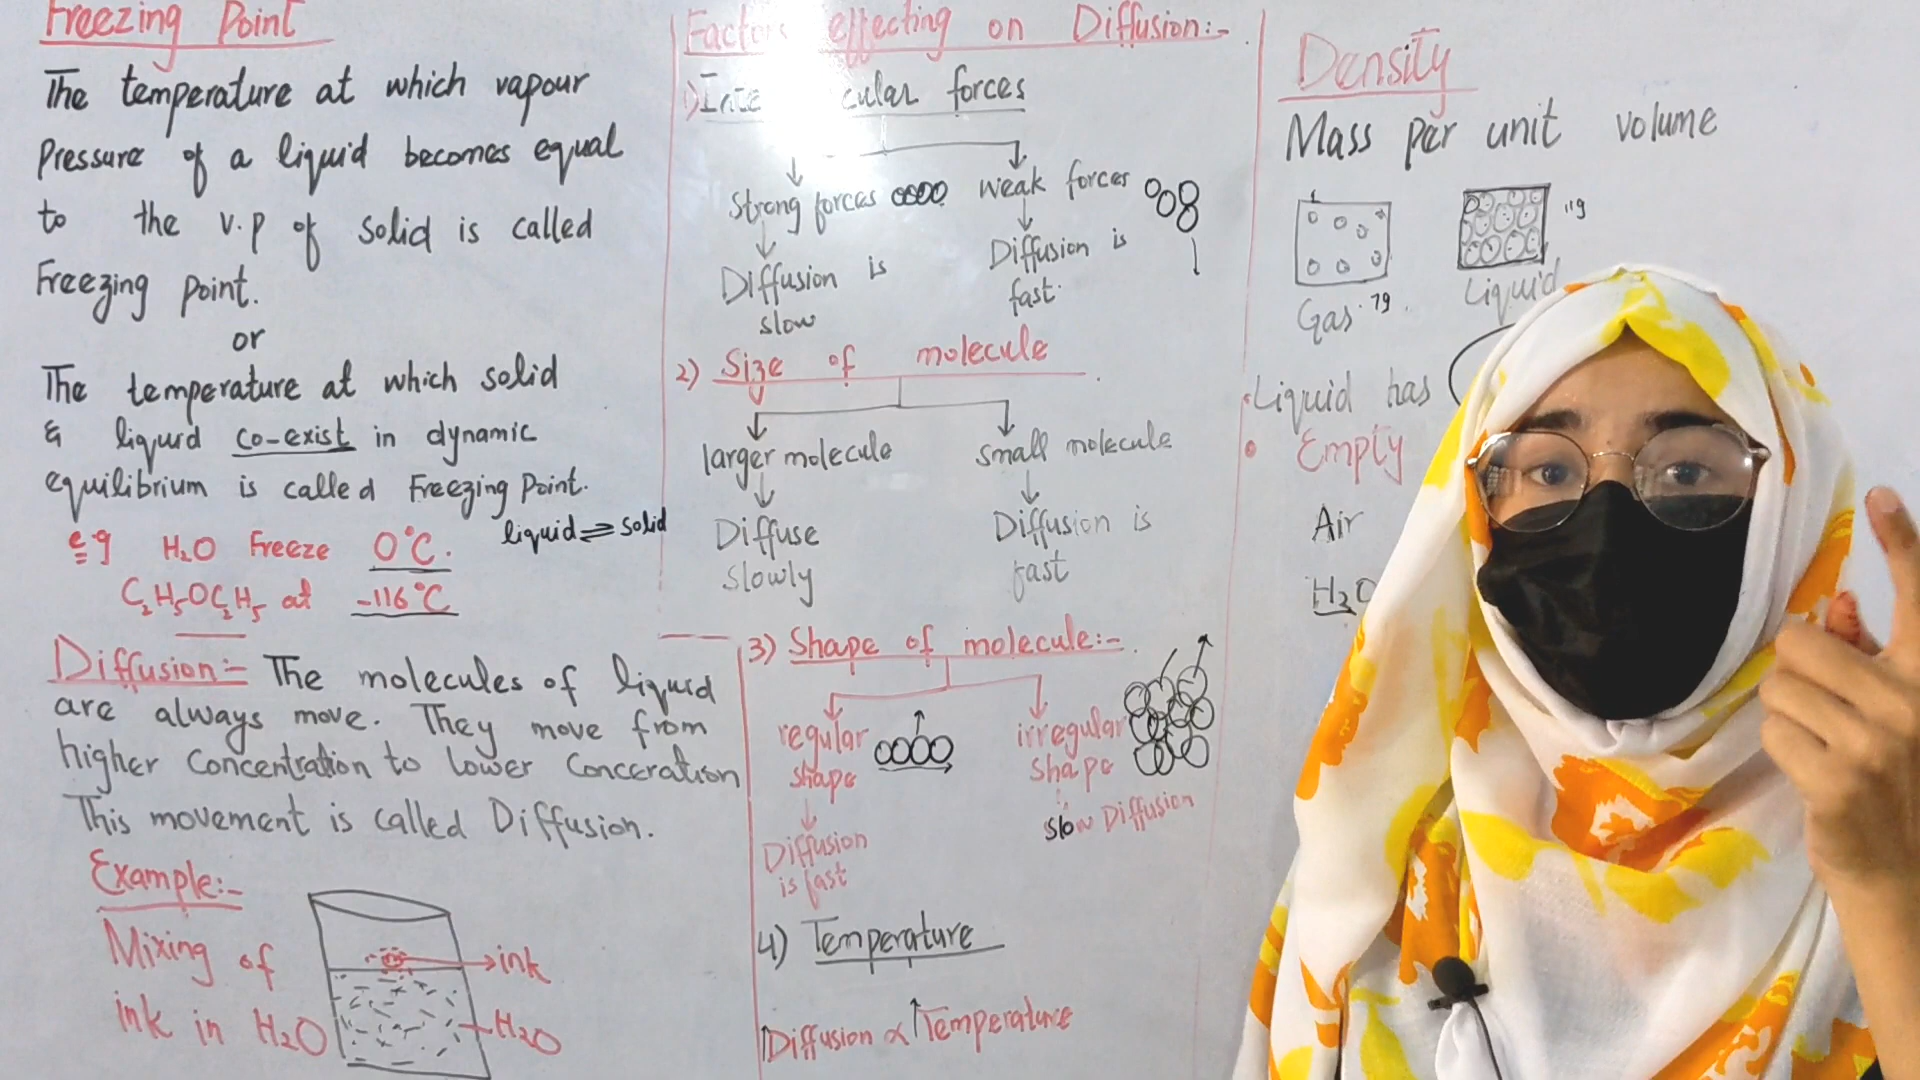 Freezing Point
The temperature at which vapour
pressure of a liquid becomes equal
to the v.p of solid is called
Freezing point.
or
The temperature at which solid
& liquid co-exist in dynamic
equilibrium is called Freezing Point.
liquid ⇌ solid
e.g H₂O Freeze 0°C.
C₂H₅OC₂H₅ at -116°C
Diffusion:- The molecules of liquid
are always move. They move from
higher Concentration to lower Conceration
This movement is called Diffusion.
Example:-
Mixing of
ink in H₂O
ink
H₂O
Factors effecting on Diffusion:-
1) Inte cular forces
Strong forces
Weak forces
Diffusion is
slow
Diffusion is
fast.
2) Size of molecule
larger molecule
small molecule
Diffuse
slowly
Diffusion is
fast
3) Shape of molecule:-
regular
shape
irregular
shape
Diffusion
is fast
slow Diffusion
4) Temperature
↑Diffusion ∝ ↑Temperature
Density
Mass per unit volume
Gas
Liquid
Liquid has
• Empty
Air
H₂O